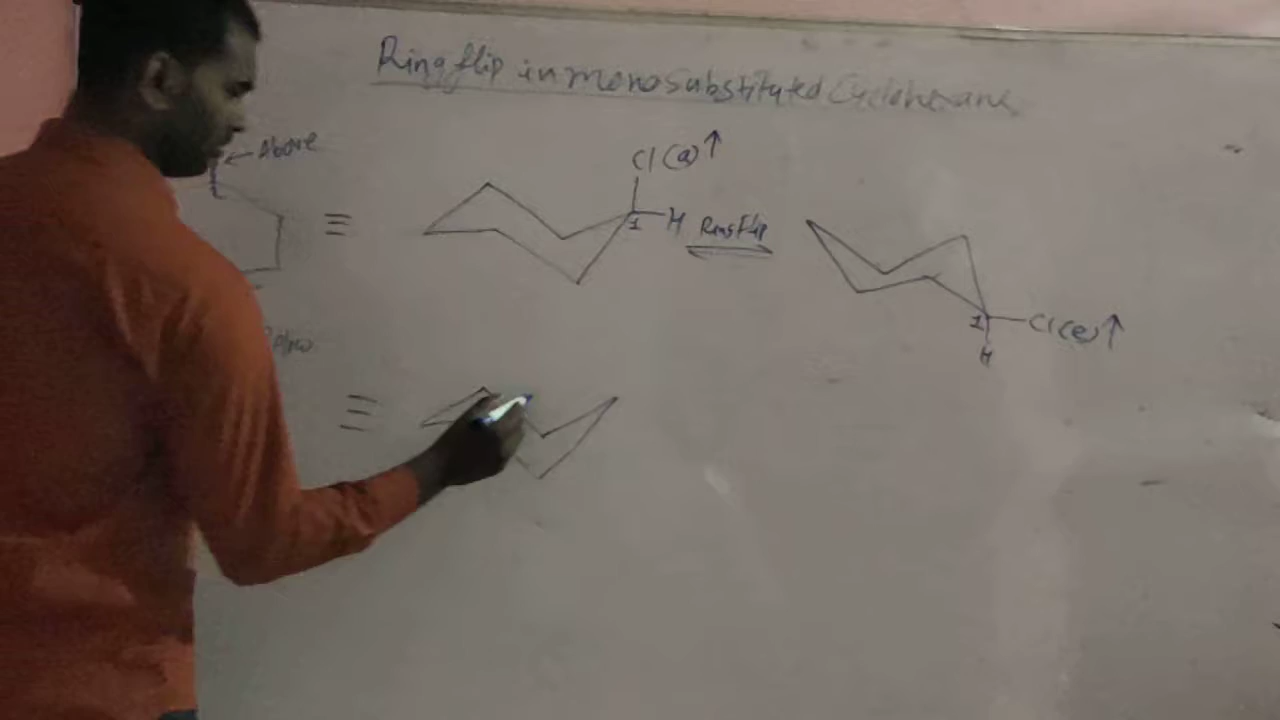 Ring flip in monosubstituted Cyclohexane
Above
≡
Cl (a) ↑
1 H
Ring Flip
1 Cl (e) ↑
H
≡